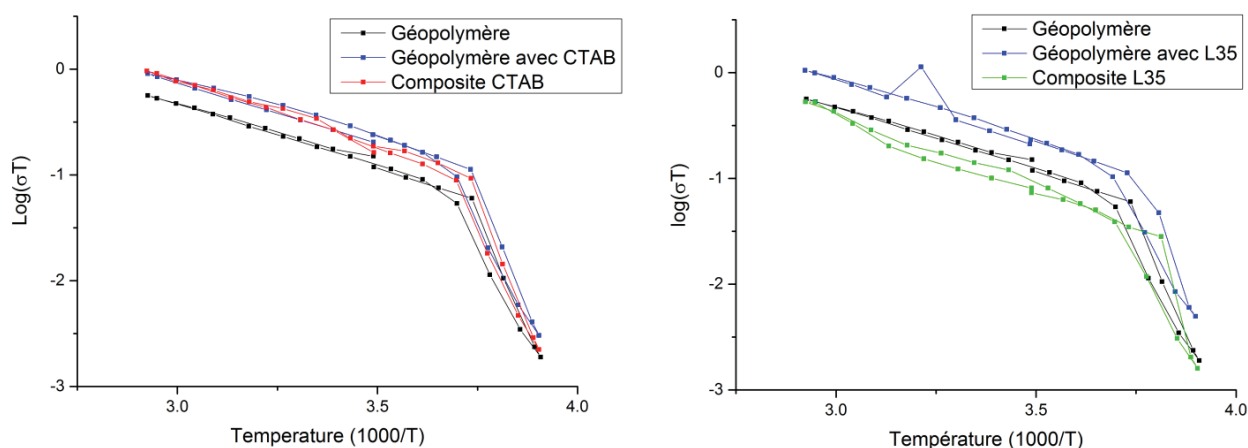 Géopolymère
Géopolymère avec CTAB
Composite CTAB
0
-1
-2
-3
3.0
3.5
4.0
Log(σT)
Temperature (1000/T)
Géopolymère
Géopolymère avec L35
Composite L35
0
-1
-2
-3
3.0
3.5
4.0
log(σT)
Température (1000/T)